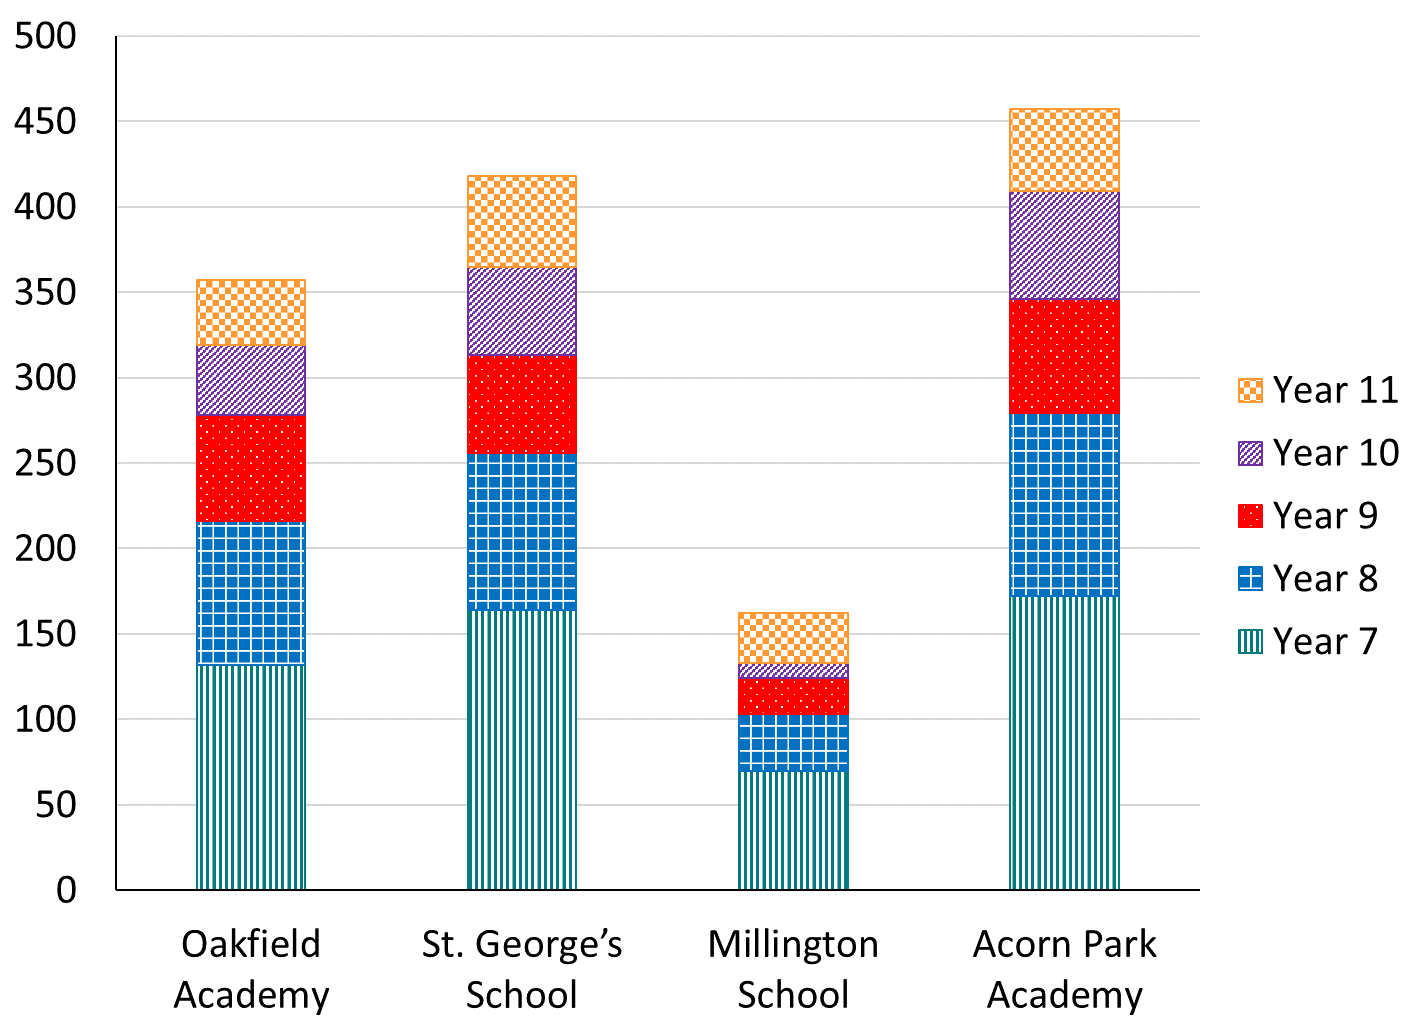 500
450
400
350
300
250
200
150
100
50
0
Oakfield Academy
St. George’s School
Millington School
Acorn Park Academy
Year 11
Year 10
Year 9
Year 8
Year 7